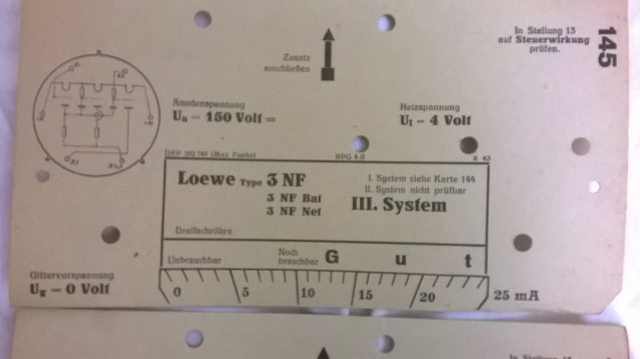 In Stellung 13
auf Steuerwirkung
prüfen.
145
Zusatz
anschließen
Anodenspannung
Ua = 150 Volt =
Heizspannung
Uf = 4 Volt
RPG 4/3
Loewe Type 3 NF
3 NF Bat
3 NF Net
I. System siehe Karte 144
II. System nicht prüfbar
III. System
Dreifachröhre
Unbrauchbar
Noch
brauchbar
G u t
Gittervorspannung
Ug = 0 Volt
0 5 10 15 20 25 mA